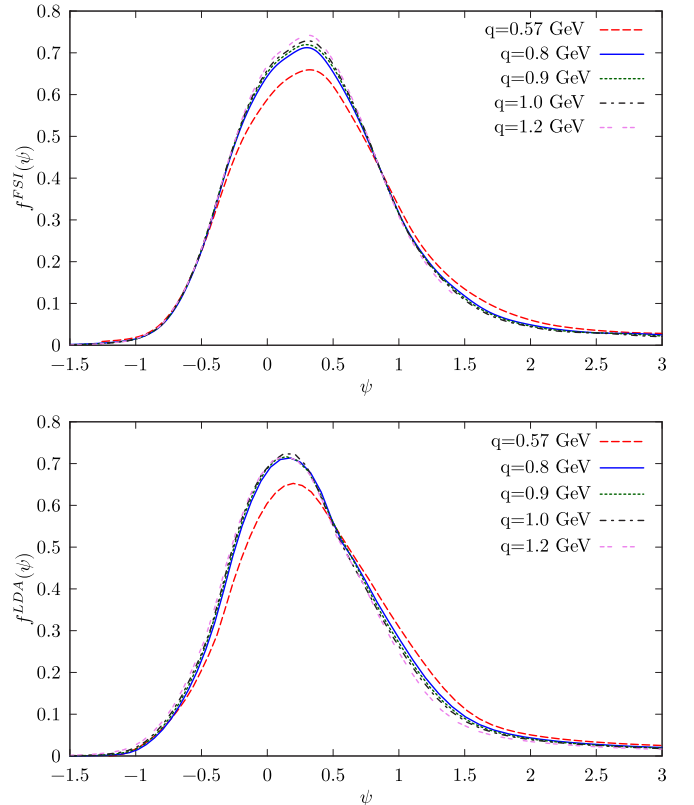 q=0.57 GeV
q=0.8 GeV
q=0.9 GeV
q=1.0 GeV
q=1.2 GeV
f^{FSI}(ψ)
0.8
0.7
0.6
0.5
0.4
0.3
0.2
0.1
0
−1.5 −1 −0.5 0 0.5 1 1.5 2 2.5 3
ψ
q=0.57 GeV
q=0.8 GeV
q=0.9 GeV
q=1.0 GeV
q=1.2 GeV
f^{LDA}(ψ)
0.8
0.7
0.6
0.5
0.4
0.3
0.2
0.1
0
−1.5 −1 −0.5 0 0.5 1 1.5 2 2.5 3
ψ